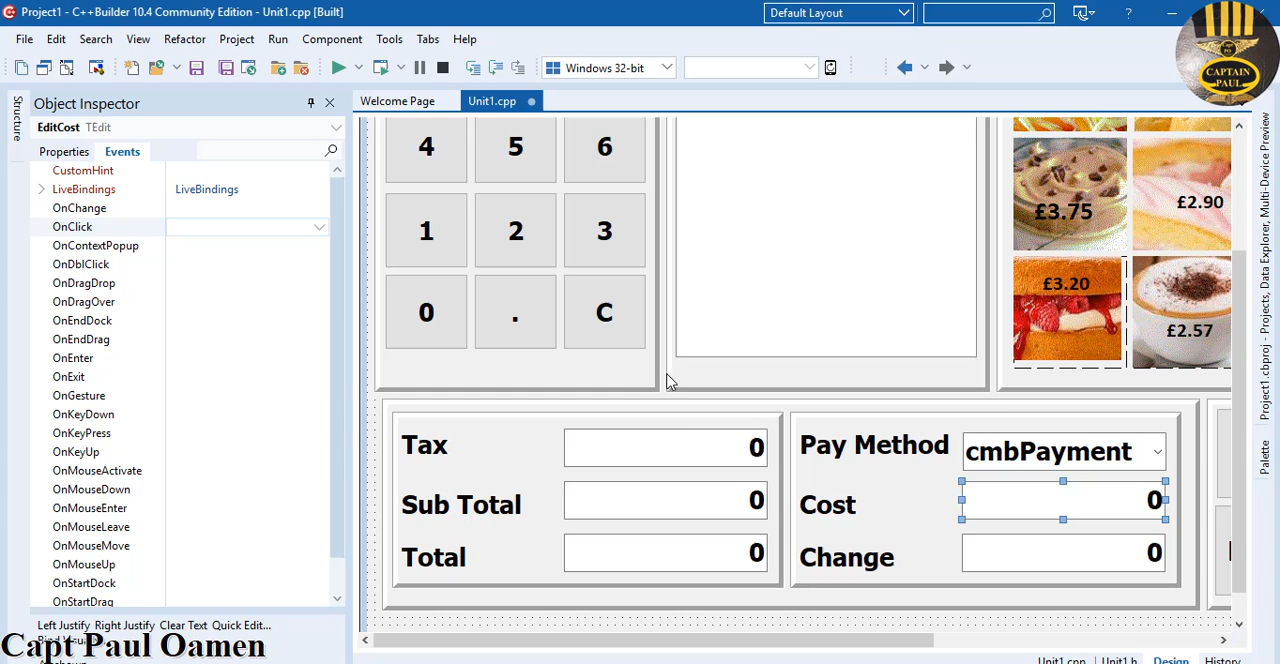 Project1 - C++Builder 10.4 Community Edition - Unit1.cpp [Built]
Default Layout
?
File Edit Search View Refactor Project Run Component Tools Tabs Help
Windows 32-bit
CAPTAIN
PAUL
Structure
Object Inspector
EditCost TEdit
Properties Events
CustomHint
LiveBindings LiveBindings
OnChange
OnClick
OnContextPopup
OnDblClick
OnDragDrop
OnDragOver
OnEndDock
OnEndDrag
OnEnter
OnExit
OnGesture
OnKeyDown
OnKeyPress
OnKeyUp
OnMouseActivate
OnMouseDown
OnMouseEnter
OnMouseLeave
OnMouseMove
OnMouseUp
OnStartDock
OnStartDrag
Left Justify Right Justify Clear Text Quick Edit...
Capt Paul Oamen
Welcome Page Unit1.cpp
4 5 6
1 2 3
0 . C
£3.75 £2.90
£3.20 £2.57
Tax 0
Sub Total 0
Total 0
Pay Method cmbPayment
Cost 0
Change 0
Unit1.cpp Unit1.h Design History
Project1.cbproj - Projects, Data Explorer, Multi-Device Preview
Palette